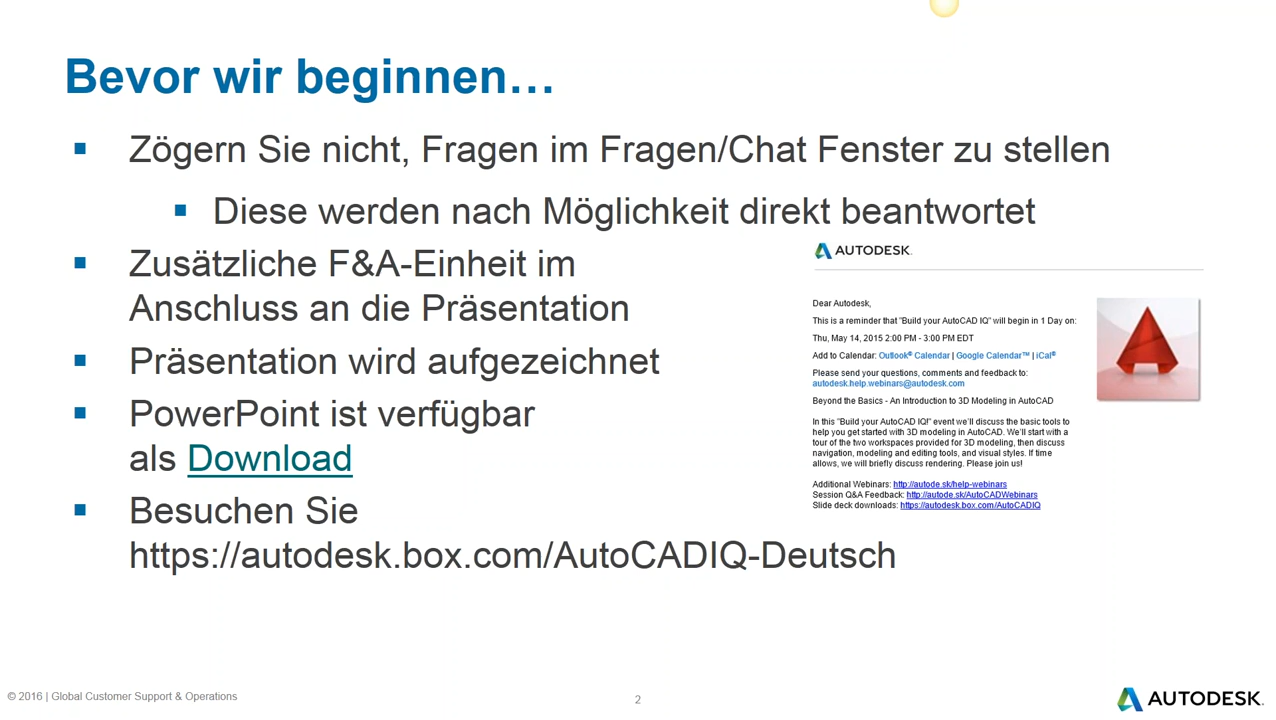 Bevor wir beginnen…
Zögern Sie nicht, Fragen im Fragen/Chat Fenster zu stellen
Diese werden nach Möglichkeit direkt beantwortet
Zusätzliche F&A-Einheit im
Anschluss an die Präsentation
Präsentation wird aufgezeichnet
PowerPoint ist verfügbar
als Download
Besuchen Sie
https://autodesk.box.com/AutoCADIQ-Deutsch
AUTODESK.
Dear Autodesk,
This is a reminder that "Build your AutoCAD IQ" will begin in 1 Day on:
Thu, May 14, 2015 2:00 PM - 3:00 PM EDT
Add to Calendar: Outlook® Calendar | Google Calendar™ | iCal®
Please send your questions, comments and feedback to:
autodesk.help.webinars@autodesk.com
Beyond the Basics - An Introduction to 3D Modeling in AutoCAD
In this "Build your AutoCAD IQ!" event we'll discuss the basic tools to
help you get started with 3D modeling in AutoCAD. We'll start with a
tour of the two workspaces provided for 3D modeling, then discuss
navigation, modeling and editing tools, and visual styles. If time
allows, we will briefly discuss rendering. Please join us!
Additional Webinars: http://autode.sk/help-webinars
Session Q&A Feedback: http://autode.sk/AutoCADWebinars
Slide deck downloads: https://autodesk.box.com/AutoCADIQ
© 2016 | Global Customer Support & Operations
2
AUTODESK.